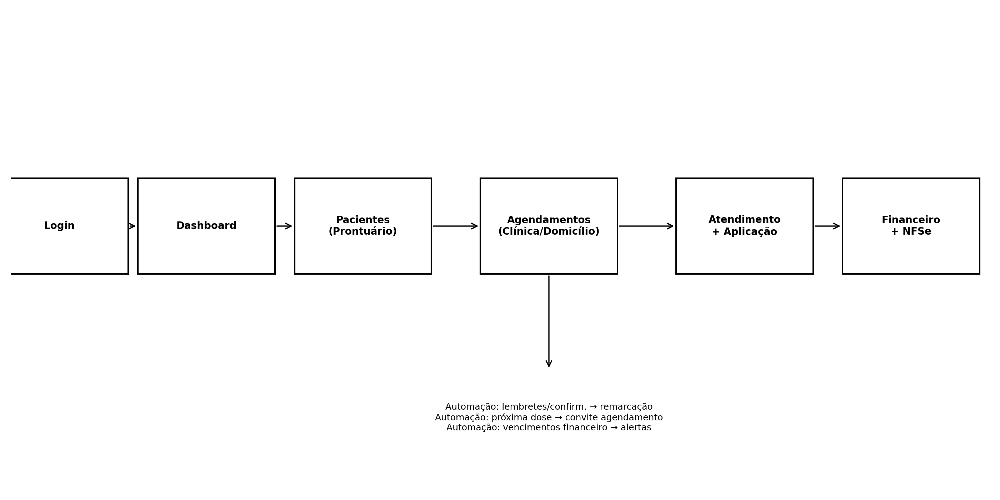 Login
Dashboard
Pacientes
(Prontuário)
Agendamentos
(Clínica/Domicílio)
Atendimento
+ Aplicação
Financeiro
+ NFSe
Automação: lembretes/confirm. → remarcação
Automação: próxima dose → convite agendamento
Automação: vencimentos financeiro → alertas